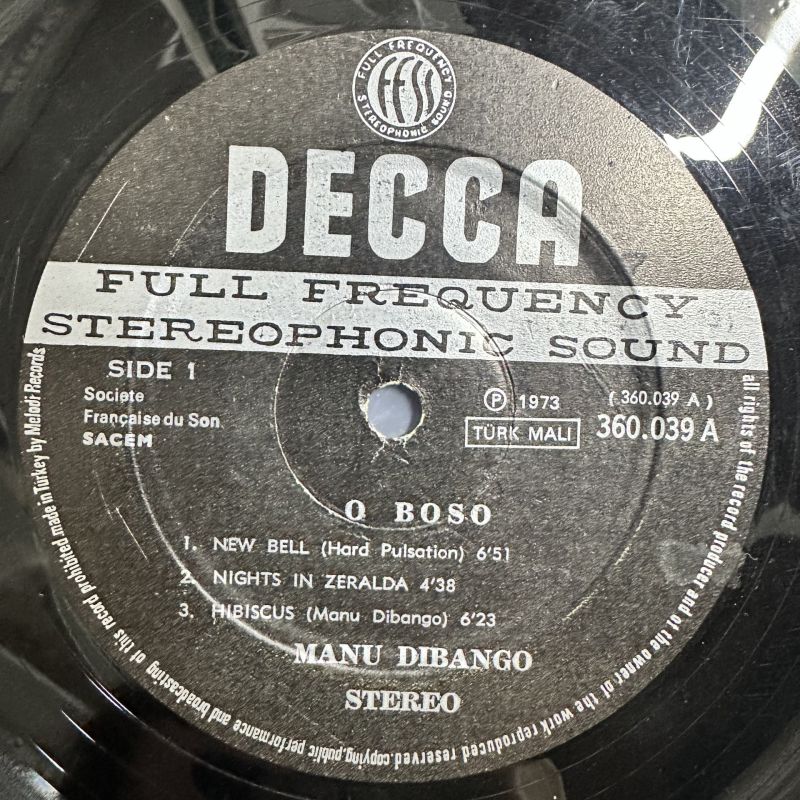 FULL FREQUENCY
ffss
STEREOPHONIC SOUND
DECCA
FULL FREQUENCY
STEREOPHONIC SOUND
SIDE 1
Societe
Française du Son
SACEM
℗ 1973
( 360.039 A )
TÜRK MALI
360.039 A
O BOSO
1. NEW BELL (Hard Pulsation) 6'51
2. NIGHTS IN ZERALDA 4'38
3. HIBISCUS (Manu Dibango) 6'23
MANU DIBANGO
STEREO
all rights of the record producer and of the owner of the work reproduced reserved.copying,public performance and broadcasting of this record prohibited made in Turkey by Melodi Records